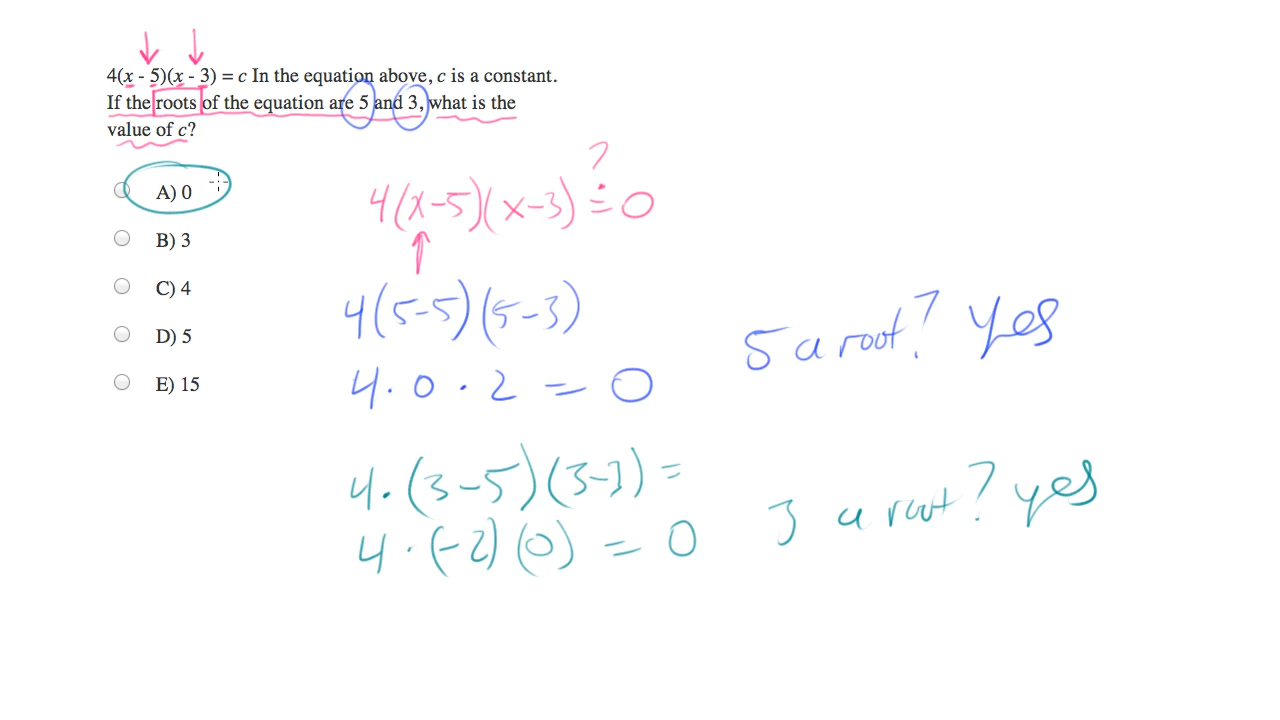 4(x - 5)(x - 3) = c In the equation above, c is a constant.
If the roots of the equation are 5 and 3, what is the
value of c?
A) 0
B) 3
C) 4
D) 5
E) 15
?
4(x-5)(x-3) = 0
4(5-5)(5-3)
4 · 0 · 2 = 0
5 a root? Yes
4 · (3-5)(3-3) =
4 · (-2)(0) = 0
3 a root? yes